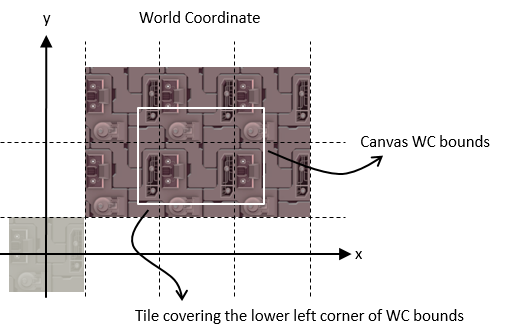 World Coordinate
y
Canvas WC bounds
x
Tile covering the lower left corner of WC bounds